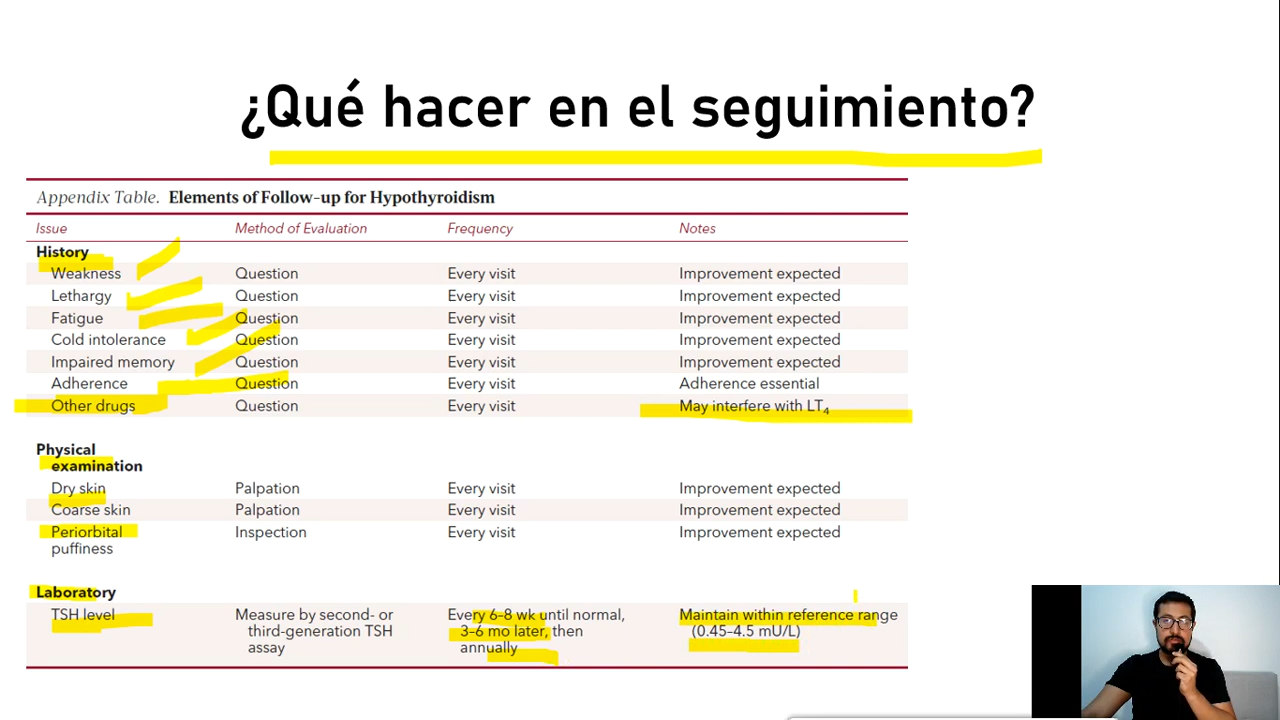 ¿Qué hacer en el seguimiento?
Appendix Table. Elements of Follow-up for Hypothyroidism
Issue Method of Evaluation Frequency Notes
History
Weakness Question Every visit Improvement expected
Lethargy Question Every visit Improvement expected
Fatigue Question Every visit Improvement expected
Cold intolerance Question Every visit Improvement expected
Impaired memory Question Every visit Improvement expected
Adherence Question Every visit Adherence essential
Other drugs Question Every visit May interfere with LT₄
Physical
examination
Dry skin Palpation Every visit Improvement expected
Coarse skin Palpation Every visit Improvement expected
Periorbital Inspection Every visit Improvement expected
puffiness
Laboratory
TSH level Measure by second- or Every 6–8 wk until normal, Maintain within reference range
third-generation TSH 3–6 mo later, then (0.45–4.5 mU/L)
assay annually